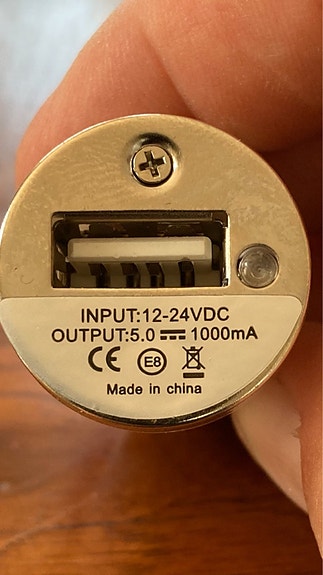 INPUT:12-24VDC
OUTPUT:5.0 ⎓ 1000mA
CE E8
Made in china